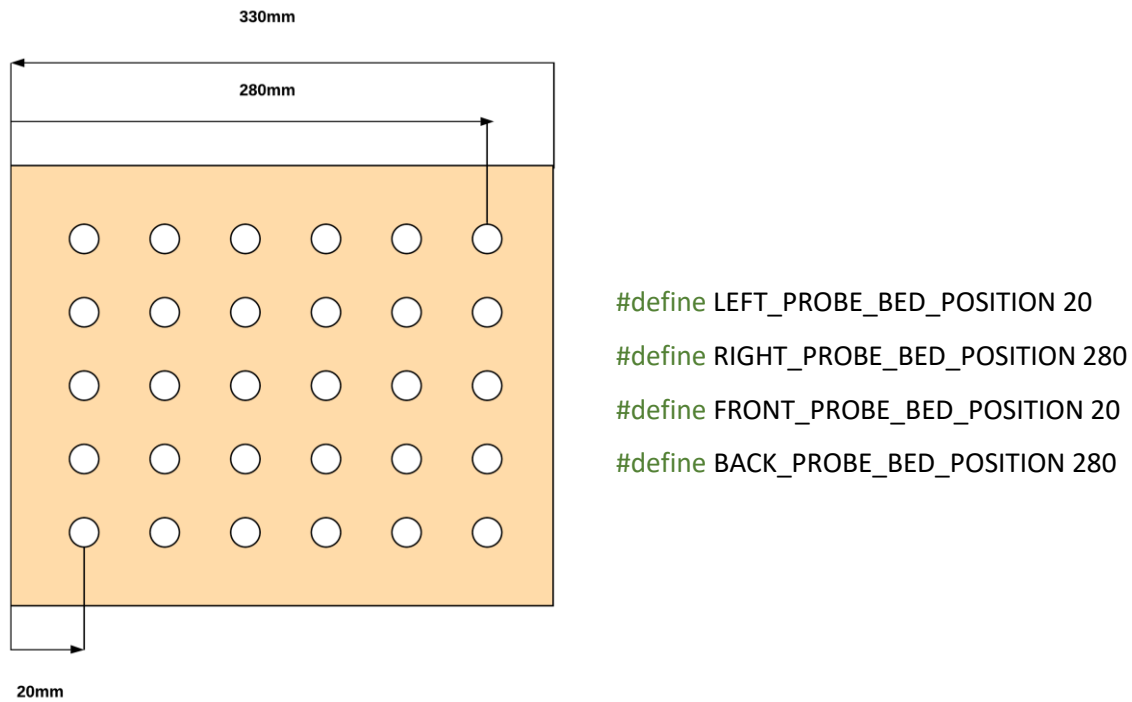 330mm
280mm
#define LEFT_PROBE_BED_POSITION 20
#define RIGHT_PROBE_BED_POSITION 280
#define FRONT_PROBE_BED_POSITION 20
#define BACK_PROBE_BED_POSITION 280
20mm